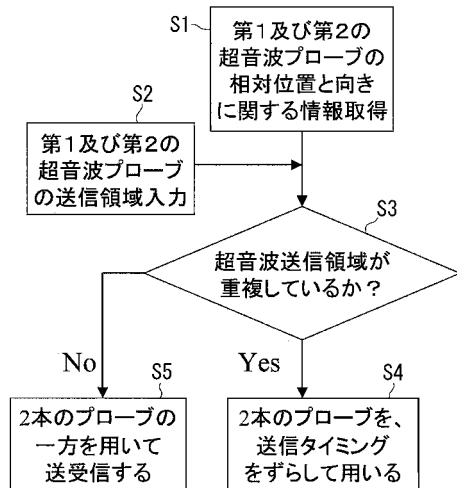 S1
第1及び第2の
超音波プローブの
相対位置と向き
に関する情報取得
S2
第1及び第2の
超音波プローブ
の送信領域入力
S3
超音波送信領域が
重複しているか？
No
Yes
S5
2本のプローブの
一方を用いて
送受信する
S4
2本のプローブを、
送信タイミング
をずらして用いる